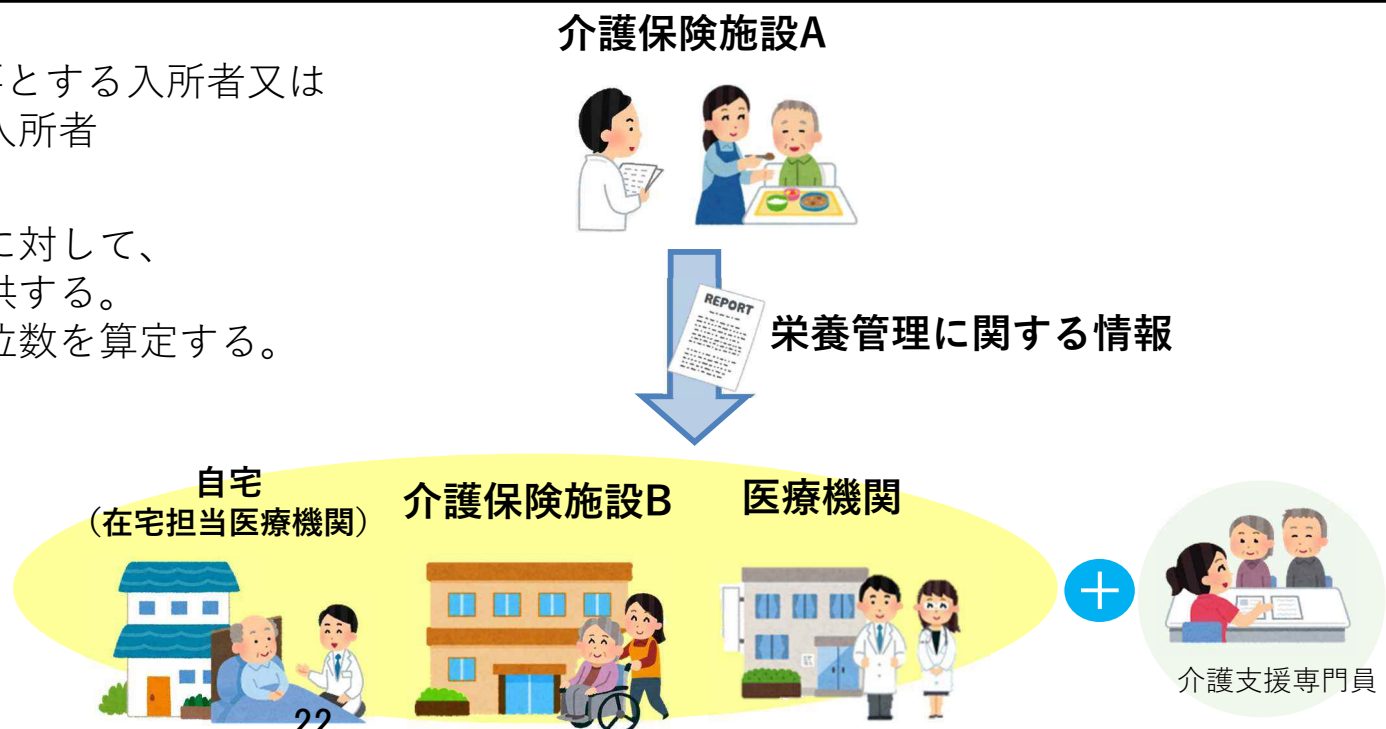 介護保険施設A
要とする入所者又は
入所者
に対して、
供する。
位数を算定する。
REPORT
栄養管理に関する情報
自宅
（在宅担当医療機関）
介護保険施設B
医療機関
＋
介護支援専門員
22